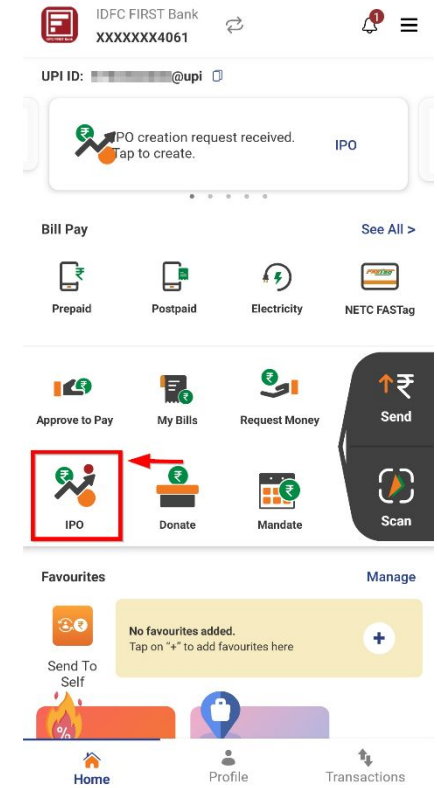 IDFC FIRST Bank
XXXXXXX4061
1
UPI ID: @upi
IPO creation request received.
Tap to create.
IPO
Bill Pay
See All >
Prepaid
Postpaid
Electricity
NETC FASTag
Approve to Pay
My Bills
Request Money
Send
IPO
Donate
Mandate
Scan
Favourites
Manage
No favourites added.
Tap on "+" to add favourites here
+
Send To
Self
%
Home
Profile
Transactions